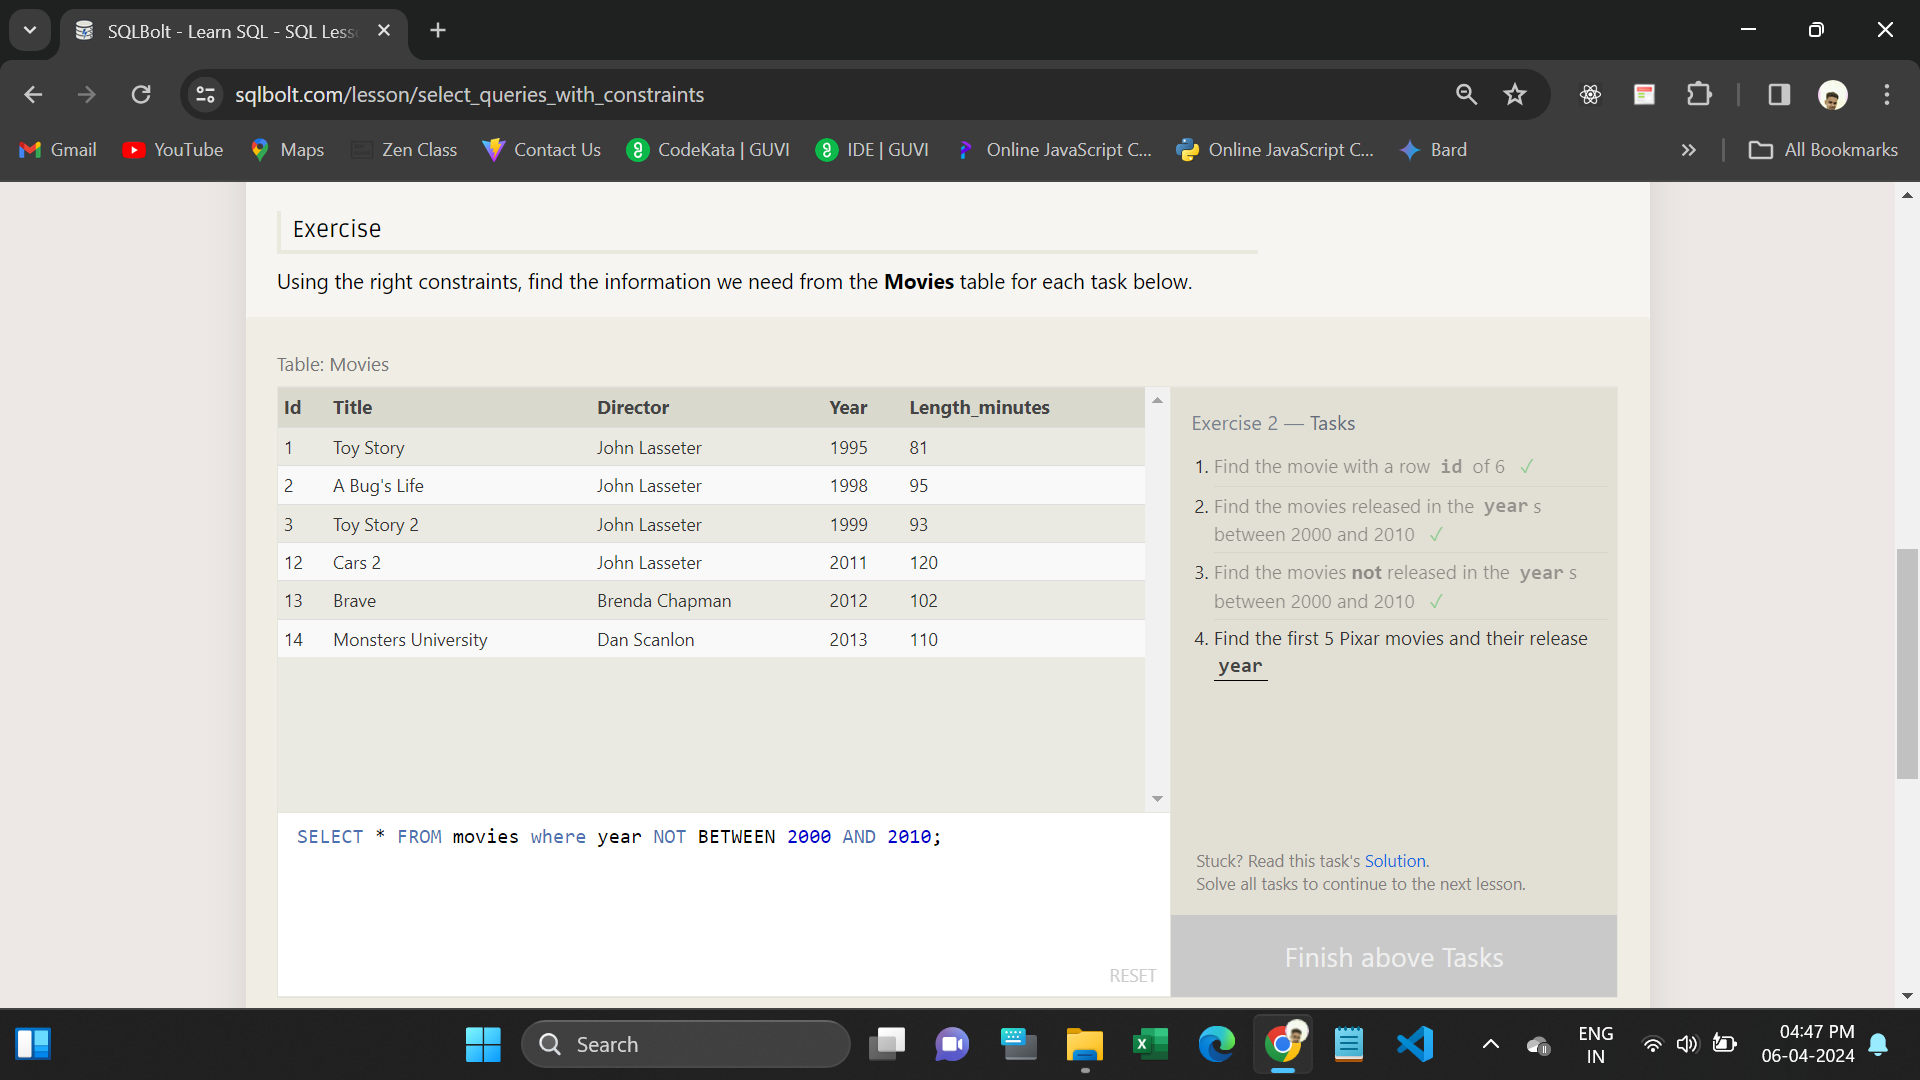 SQLBolt - Learn SQL - SQL Less
sqlbolt.com/lesson/select_queries_with_constraints
Gmail YouTube Maps Zen Class Contact Us CodeKata | GUVI IDE | GUVI Online JavaScript C... Online JavaScript C... Bard » All Bookmarks
Exercise
Using the right constraints, find the information we need from the Movies table for each task below.
Table: Movies
Id Title Director Year Length_minutes
1 Toy Story John Lasseter 1995 81
2 A Bug's Life John Lasseter 1998 95
3 Toy Story 2 John Lasseter 1999 93
12 Cars 2 John Lasseter 2011 120
13 Brave Brenda Chapman 2012 102
14 Monsters University Dan Scanlon 2013 110
SELECT * FROM movies where year NOT BETWEEN 2000 AND 2010;
RESET
Exercise 2 — Tasks
1. Find the movie with a row id of 6 ✓
2. Find the movies released in the year s
between 2000 and 2010 ✓
3. Find the movies not released in the year s
between 2000 and 2010 ✓
4. Find the first 5 Pixar movies and their release
year
Stuck? Read this task's Solution.
Solve all tasks to continue to the next lesson.
Finish above Tasks
Search
ENG
IN
04:47 PM
06-04-2024